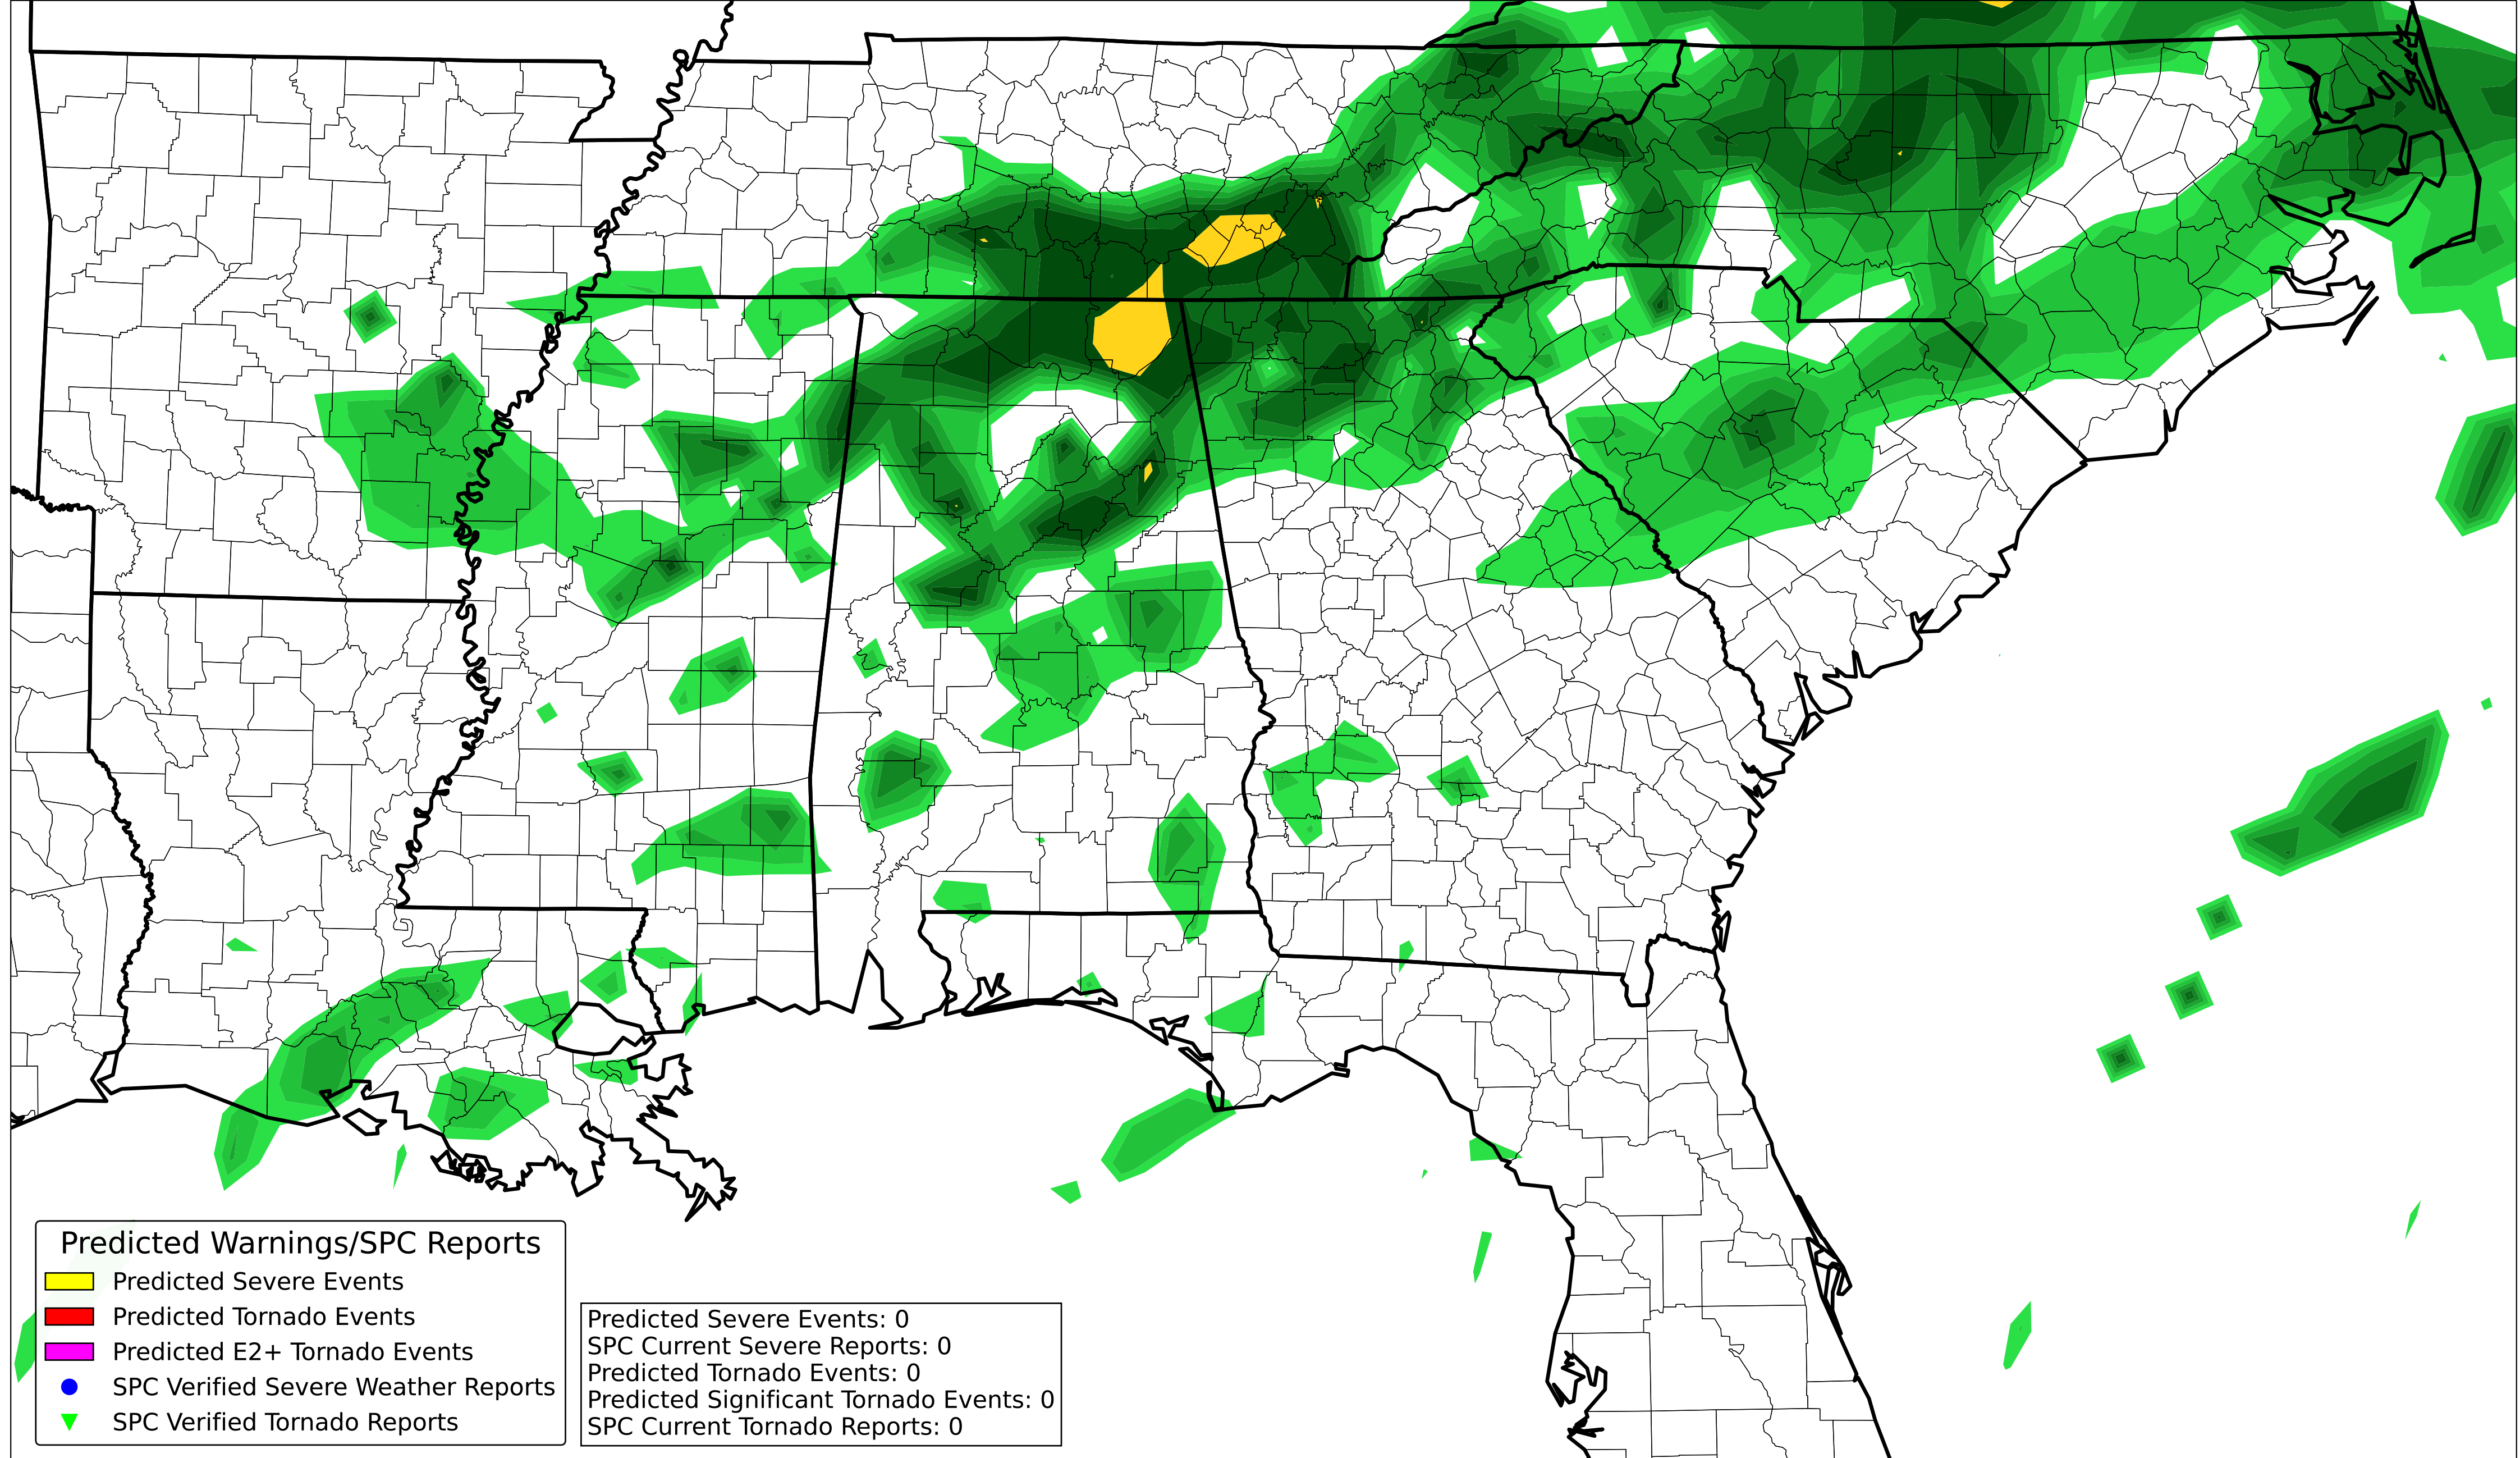 Predicted Warnings/SPC Reports
Predicted Severe Events
Predicted Tornado Events
Predicted E2+ Tornado Events
SPC Verified Severe Weather Reports
SPC Verified Tornado Reports
Predicted Severe Events: 0
SPC Current Severe Reports: 0
Predicted Tornado Events: 0
Predicted Significant Tornado Events: 0
SPC Current Tornado Reports: 0